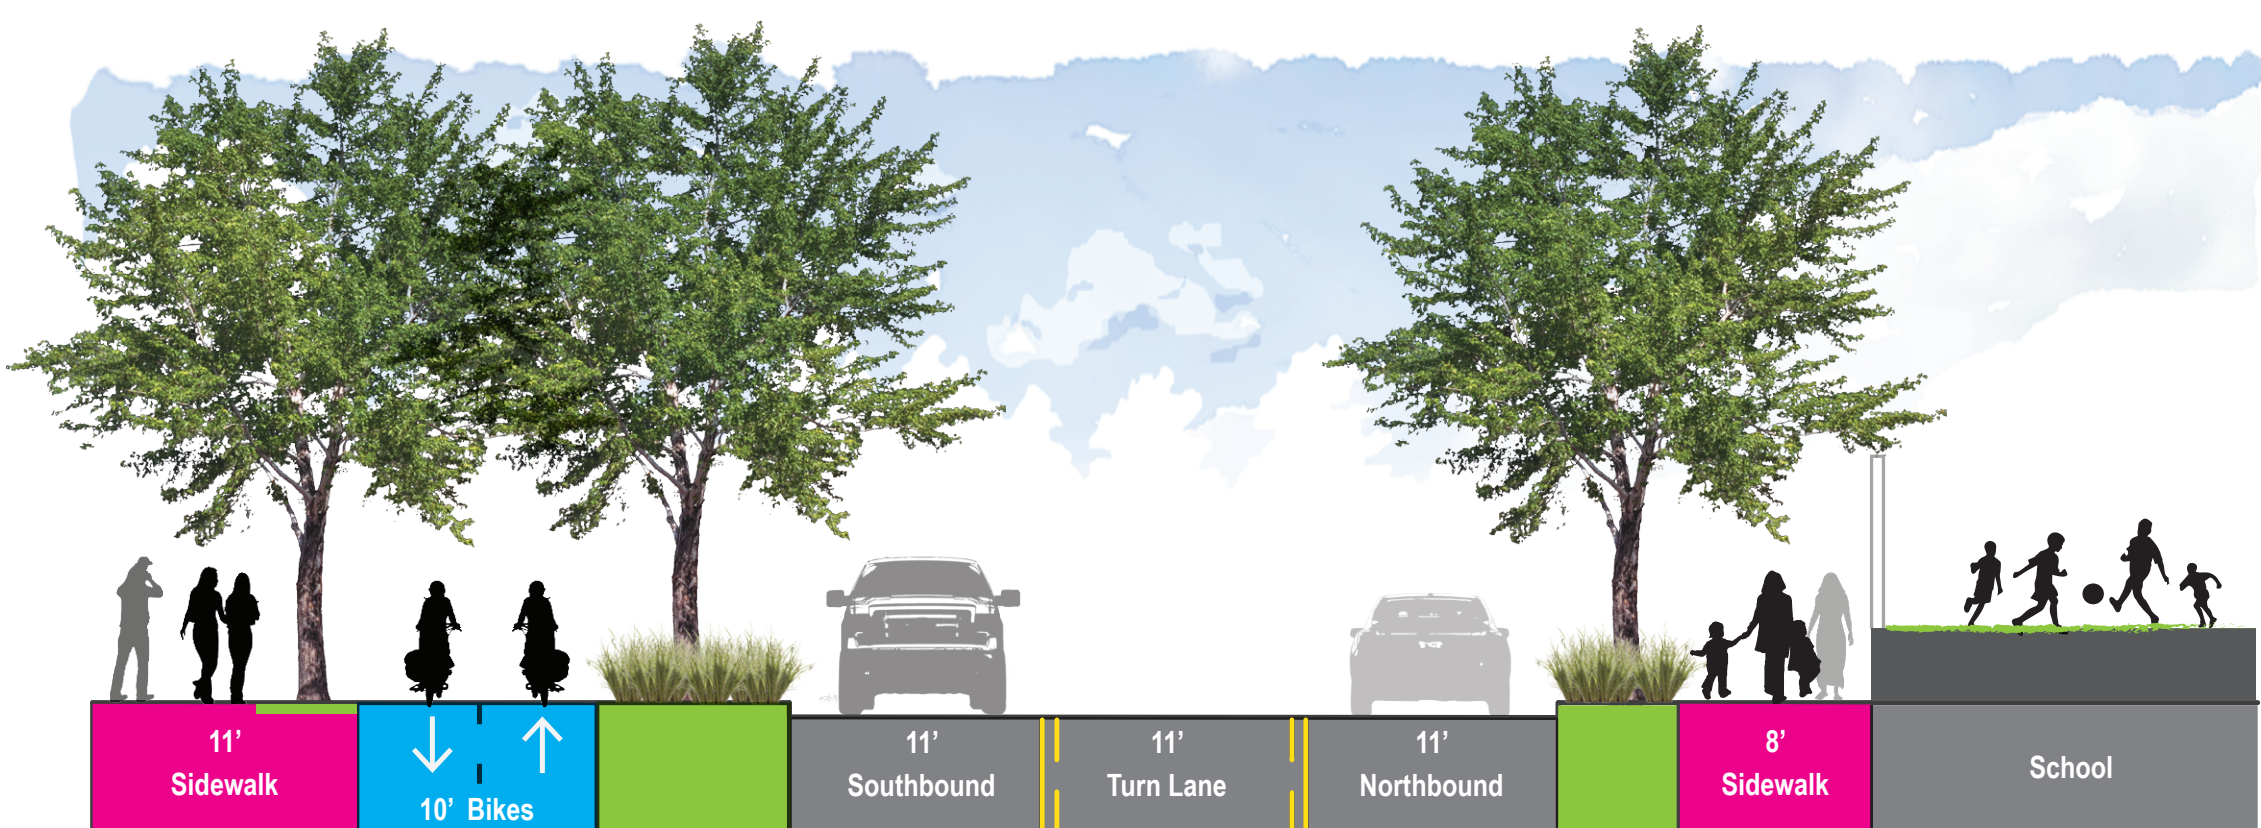 11’
Sidewalk
10’ Bikes
11’
Southbound
11’
Turn Lane
11’
Northbound
8’
Sidewalk
School